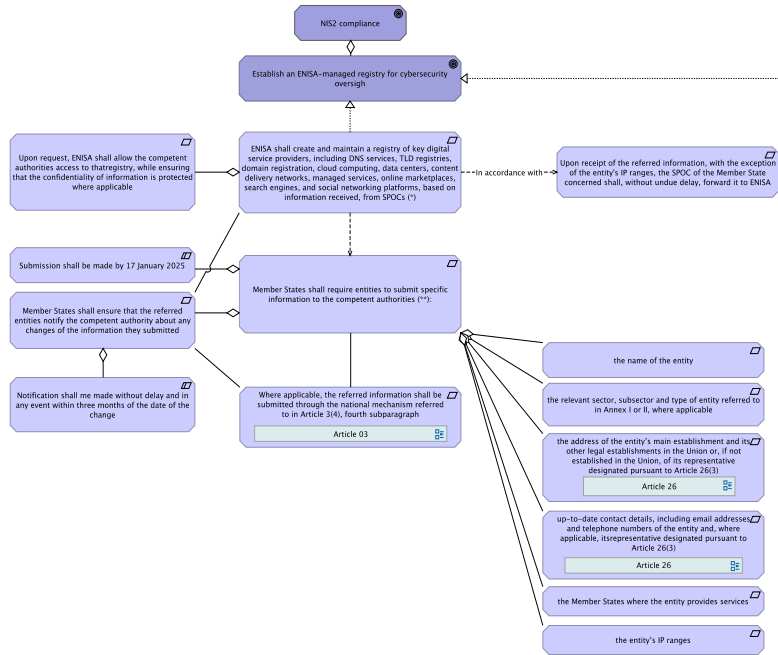 NIS2 compliance
Establish an ENISA-managed registry for cybersecurity
oversigh
Upon request, ENISA shall allow the competent
authorities access to thatregistry, while ensuring
that the confidentiality of information is protected
where applicable
ENISA shall create and maintain a registry of key digital
service providers, including DNS services, TLD registries,
domain registration, cloud computing, data centers, content
delivery networks, managed services, online marketplaces,
search engines, and social networking platforms, based on
information received, from SPOCs (*)
In accordance with
Upon receipt of the referred information, with the exception
of the entity's IP ranges, the SPOC of the Member State
concerned shall, without undue delay, forward it to ENISA
Submission shall be made by 17 January 2025
Member States shall require entities to submit specific
information to the competent authorities (**):
Member States shall ensure that the referred
entities notify the competent authority about any
changes of the information they submitted
Notification shall me made without delay and in
any event within three months of the date of the
change
Where applicable, the referred information shall be
submitted through the national mechanism referred
to in Article 3(4), fourth subparagraph
Article 03
the name of the entity
the relevant sector, subsector and type of entity referred to
in Annex I or II, where applicable
the address of the entity's main establishment and its
other legal establishments in the Union or, if not
established in the Union, of its representative
designated pursuant to Article 26(3)
Article 26
up-to-date contact details, including email addresses
and telephone numbers of the entity and, where
applicable, itsrepresentative designated pursuant to
Article 26(3)
Article 26
the Member States where the entity provides services
the entity's IP ranges